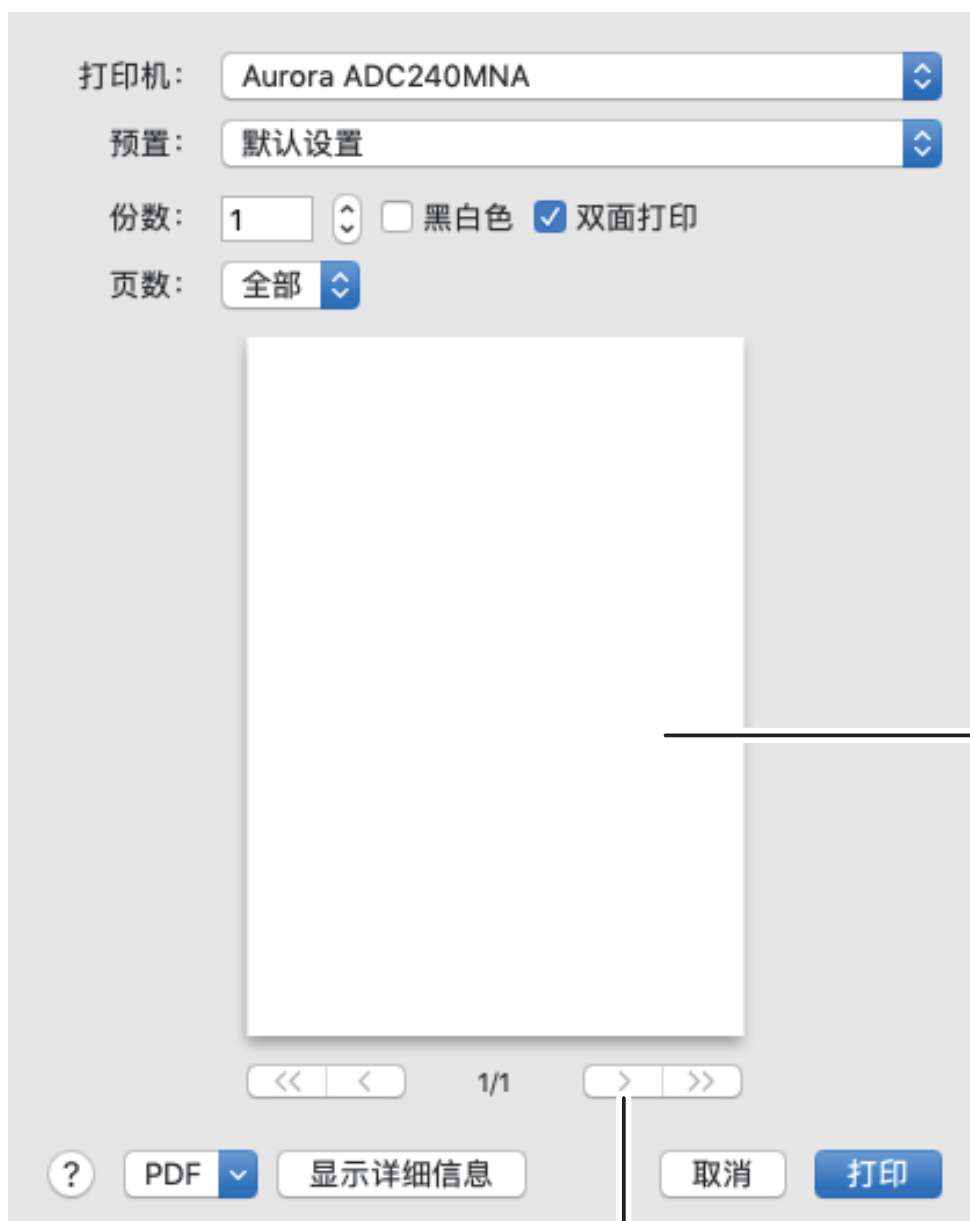 打印机： Aurora ADC240MNA
预置： 默认设置
份数： 1 黑白色 双面打印
页数： 全部
<< < 1/1 > >>
? PDF 显示详细信息 取消 打印